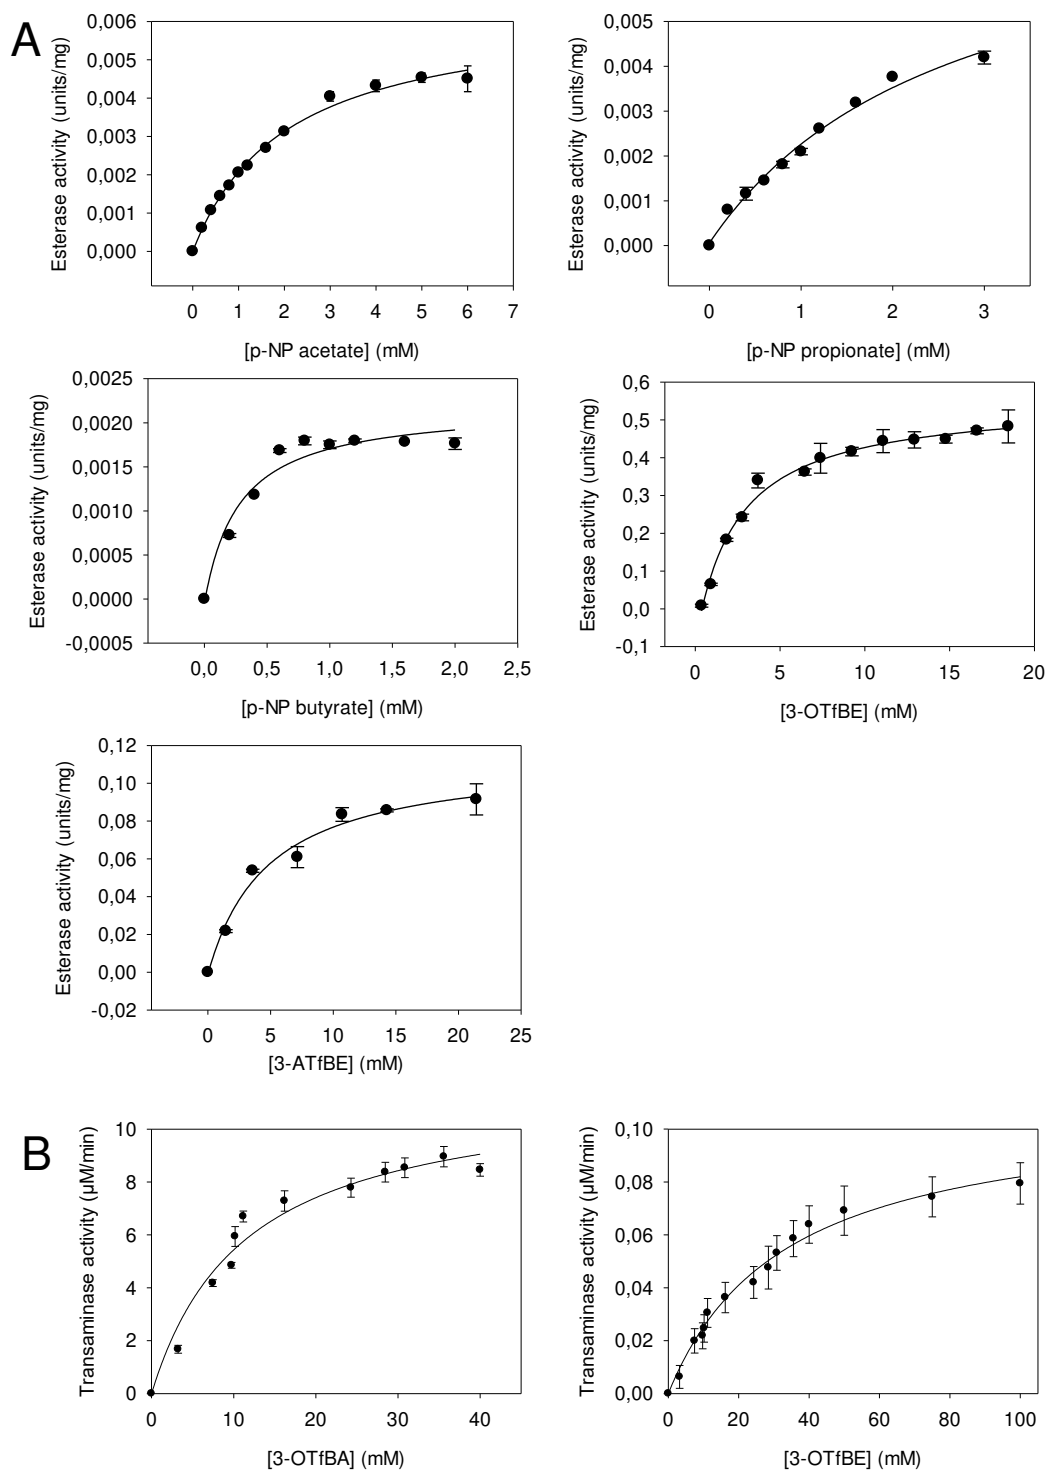 A
0,006
0,005
0,004
0,003
0,002
0,001
0,000
Esterase activity (units/mg)
0 1 2 3 4 5 6 7
[p-NP acetate] (mM)
0,005
0,004
0,003
0,002
0,001
0,000
Esterase activity (units/mg)
0 1 2 3
[p-NP propionate] (mM)
0,0025
0,0020
0,0015
0,0010
0,0005
0,0000
-0,0005
Esterase activity (units/mg)
0,0 0,5 1,0 1,5 2,0 2,5
[p-NP butyrate] (mM)
0,6
0,5
0,4
0,3
0,2
0,1
0,0
-0,1
Esterase activity (units/mg)
0 5 10 15 20
[3-OTfBE] (mM)
0,12
0,10
0,08
0,06
0,04
0,02
0,00
-0,02
Esterase activity (units/mg)
0 5 10 15 20 25
[3-ATfBE] (mM)
B
10
8
6
4
2
0
Transaminase activity (µM/min)
0 10 20 30 40
[3-OTfBA] (mM)
0,10
0,08
0,06
0,04
0,02
0,00
Transaminase activity (µM/min)
0 20 40 60 80 100
[3-OTfBE] (mM)